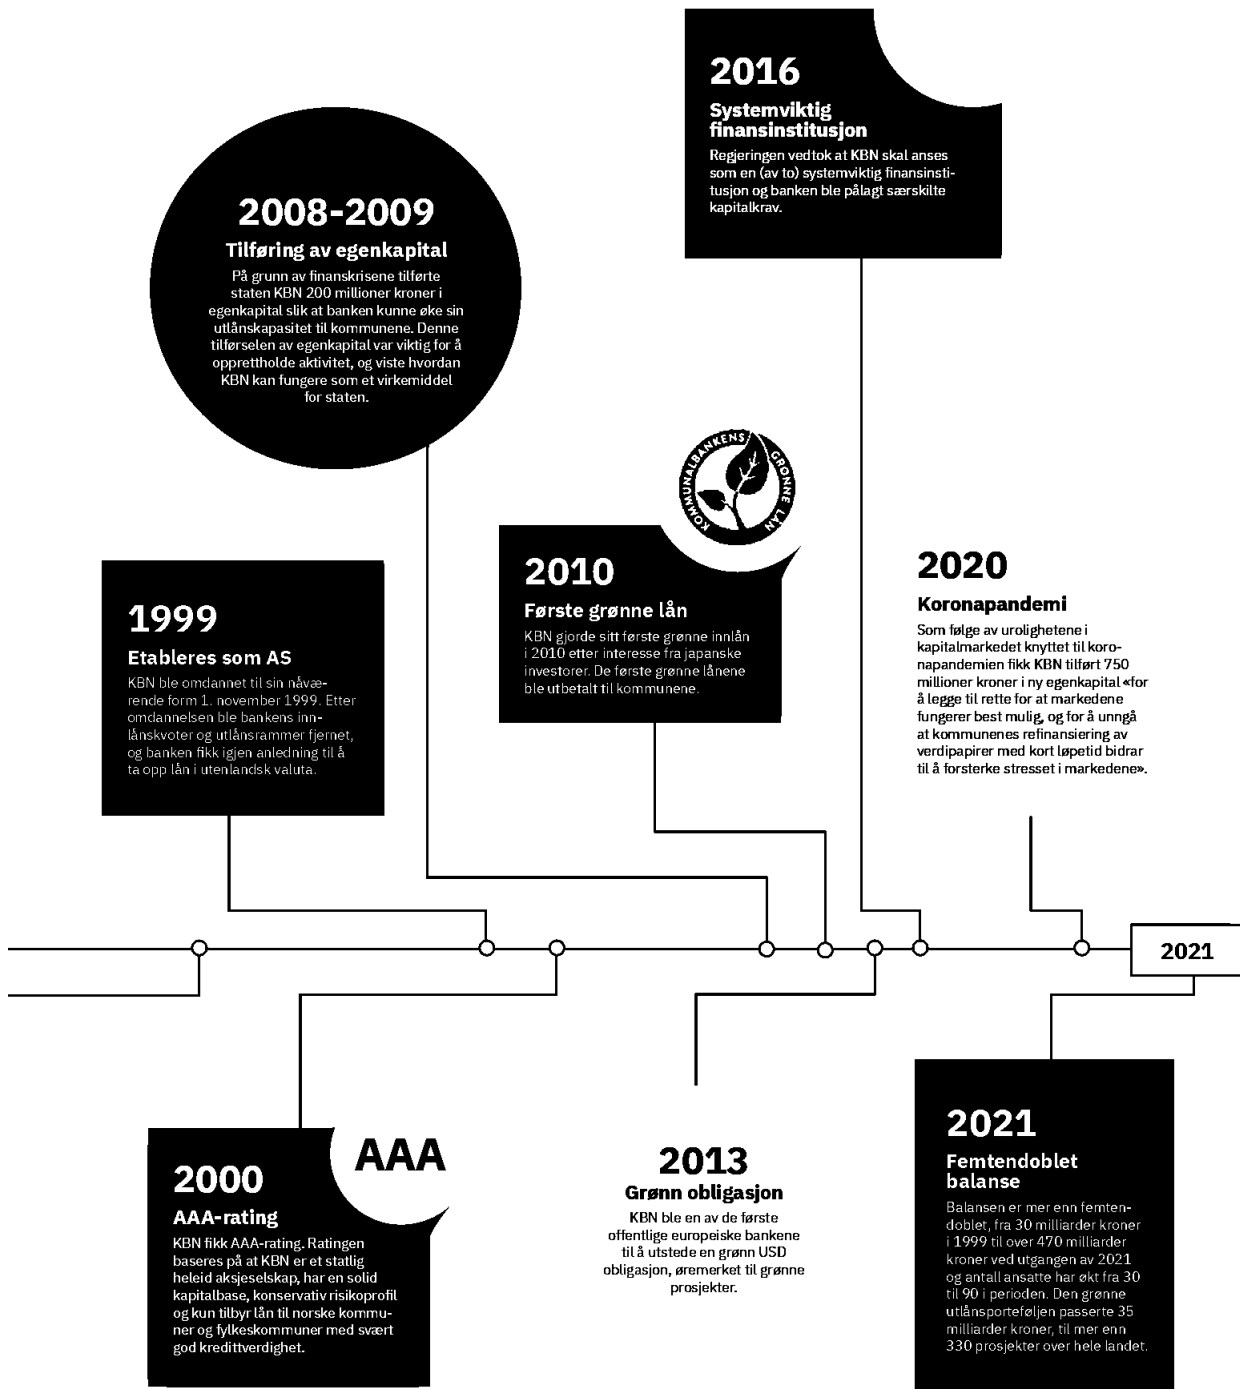 2016
Systemviktig
finansinstitusjon
Regjeringen vedtok at KBN skal anses
som en (av to) systemviktig finansinsti-
tusjon og banken ble pålagt særskilte
kapitalkrav.
2008-2009
Tilføring av egenkapital
På grunn av finanskrisene tilførte
staten KBN 200 millioner kroner i
egenkapital slik at banken kunne øke sin
utlånskapasitet til kommunene. Denne
tilførselen av egenkapital var viktig for å
opprettholde aktivitet, og viste hvordan
KBN kan fungere som et virkemiddel
for staten.
KOMMUNALBANKENS GRØNNE LÅN
2010
Første grønne lån
KBN gjorde sitt første grønne innlån
i 2010 etter interesse fra japanske
investorer. De første grønne lånene
ble utbetalt til kommunene.
2020
Koronapandemi
Som følge av urolighetene i
kapitalmarkedet knyttet til koro-
napandemien fikk KBN tilført 750
millioner kroner i ny egenkapital «for
å legge til rette for at markedene
fungerer best mulig, og for å unngå
at kommunenes refinansiering av
verdipapirer med kort løpetid bidrar
til å forsterke stresset i markedene».
1999
Etableres som AS
KBN ble omdannet til sin nåvæ-
rende form 1. november 1999. Etter
omdannelsen ble bankens inn-
lånskvoter og utlånsrammer fjernet,
og banken fikk igjen anledning til å
ta opp lån i utenlandsk valuta.
2021
AAA
2000
AAA-rating
KBN fikk AAA-rating. Ratingen
baseres på at KBN er et statlig
heleid aksjeselskap, har en solid
kapitalbase, konservativ risikoprofil
og kun tilbyr lån til norske kommu-
ner og fylkeskommuner med svært
god kredittverdighet.
2013
Grønn obligasjon
KBN ble en av de første
offentlige europeiske bankene
til å utstede en grønn USD
obligasjon, øremerket til grønne
prosjekter.
2021
Femtendoblet
balanse
Balansen er mer enn femten-
doblet, fra 30 milliarder kroner
i 1999 til over 470 milliarder
kroner ved utgangen av 2021
og antall ansatte har økt fra 30
til 90 i perioden. Den grønne
utlånsporteføljen passerte 35
milliarder kroner, til mer enn
330 prosjekter over hele landet.